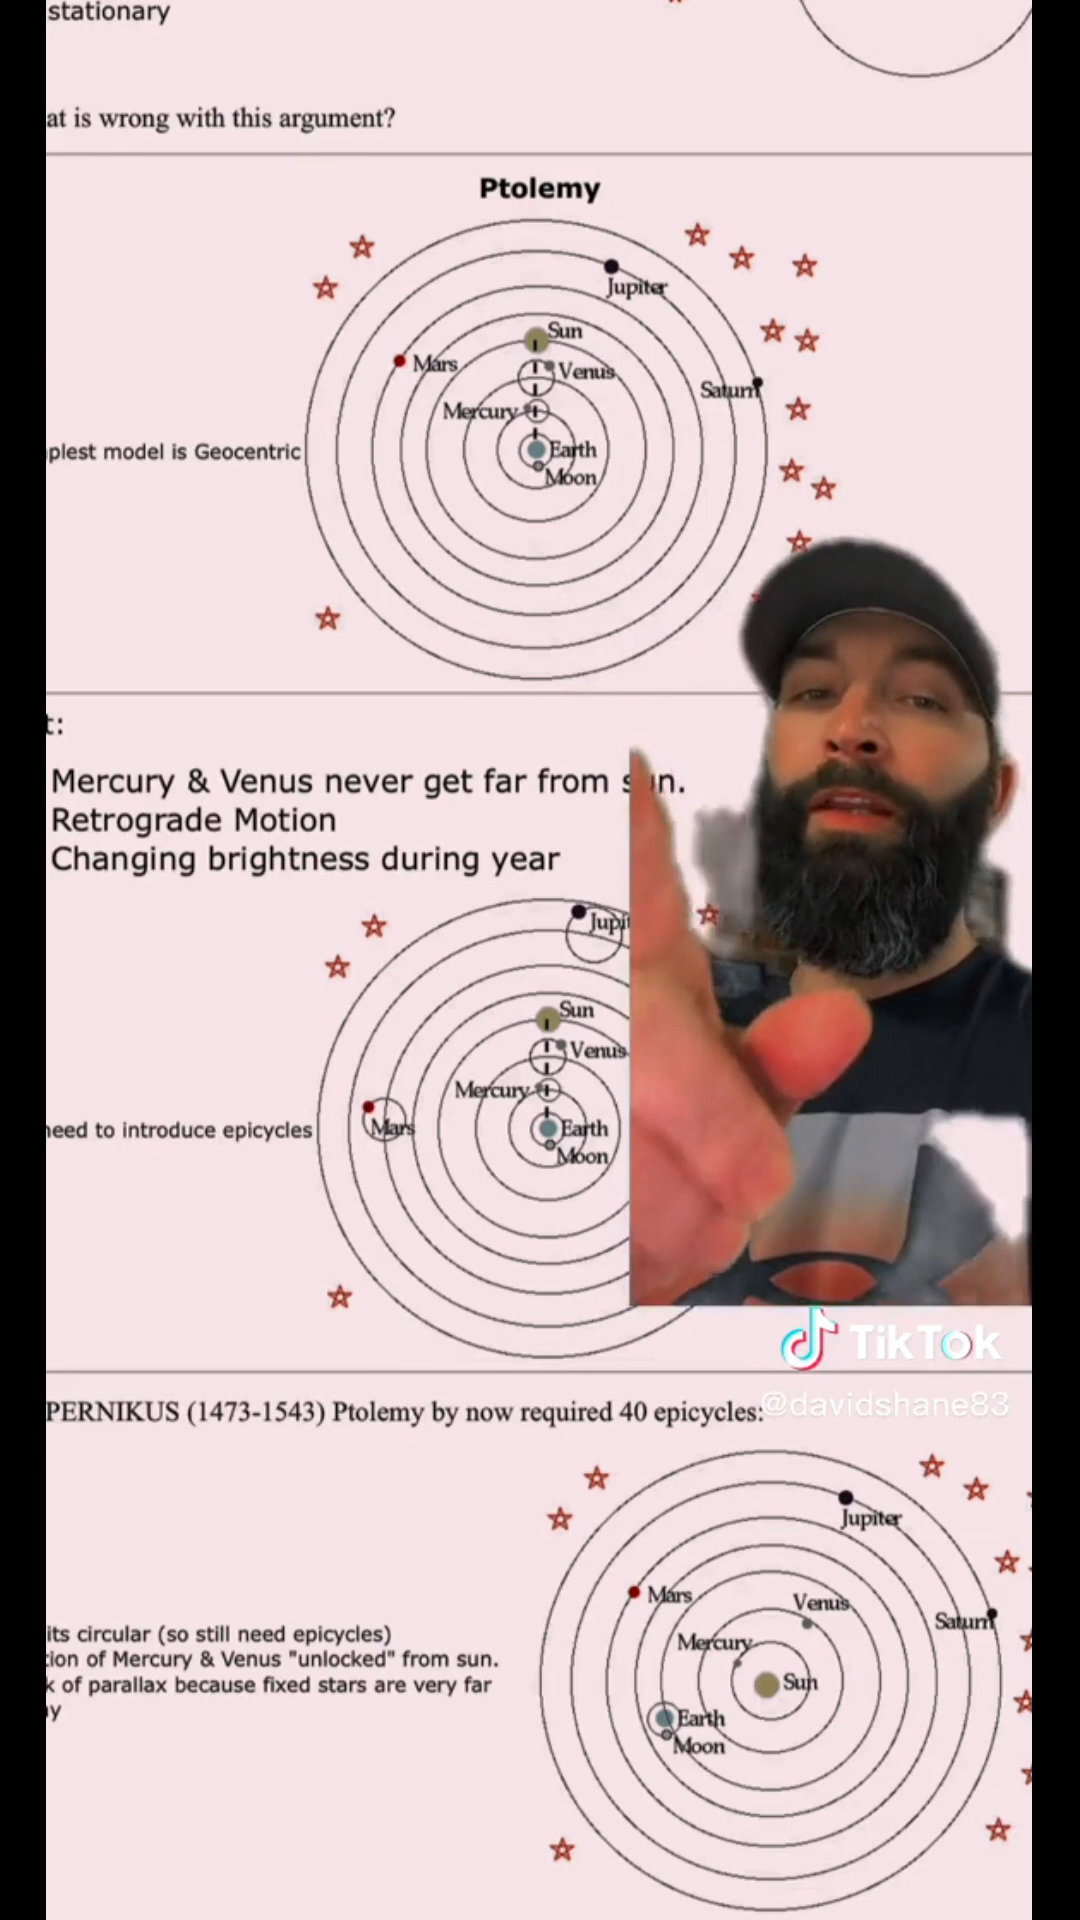 stationary
at is wrong with this argument?
Ptolemy
Jupiter
Sun
Mars
Venus
Saturn
Mercury
plest model is Geocentric
Earth
Moon
t:
Mercury & Venus never get far from s n.
Retrograde Motion
Changing brightness during year
Jupit
Sun
Venus
Mercury
Mars
Earth
need to introduce epicycles
Moon
TikTok
@davidshane83
PERNIKUS (1473-1543) Ptolemy by now required 40 epicycles:
Jupiter
Mars
Venus
Saturn
its circular (so still need epicycles)
Mercury
tion of Mercury & Venus "unlocked" from sun.
k of parallax because fixed stars are very far
Sun
y
Earth
Moon